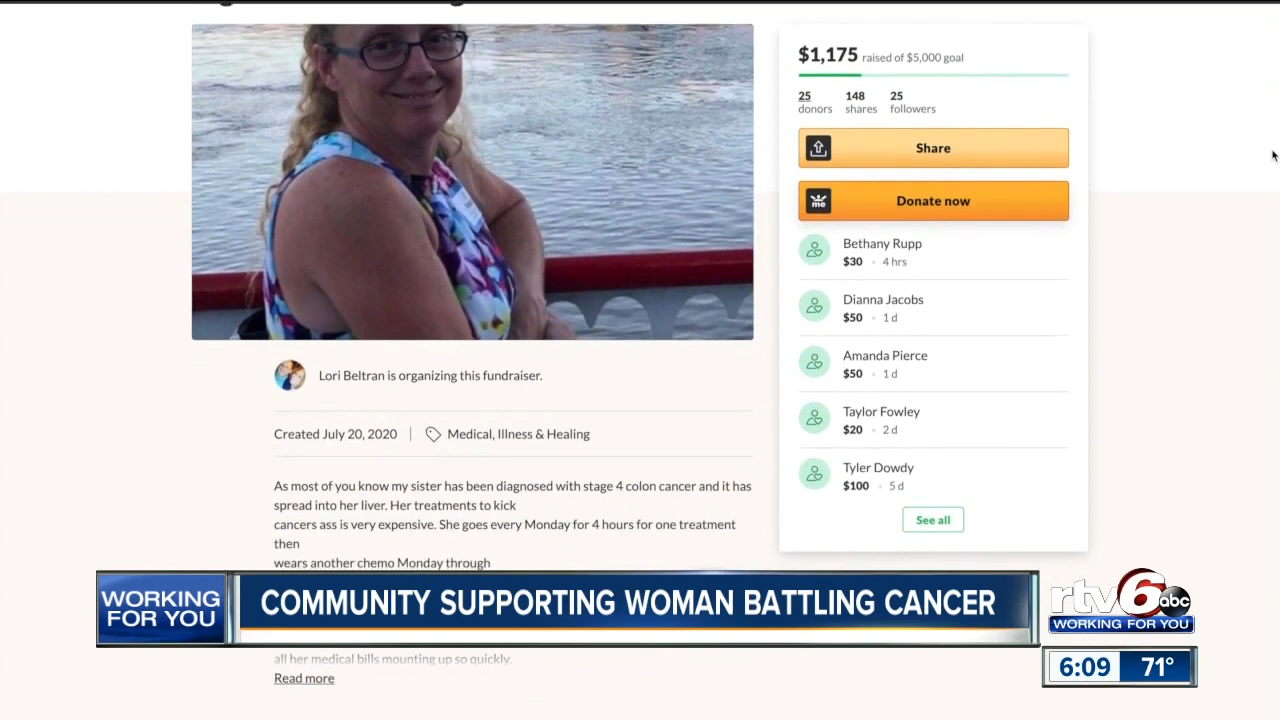 $1,175 raised of $5,000 goal
25 148 25
donors shares followers
Share
me
Donate now
Bethany Rupp
$30 • 4 hrs
Dianna Jacobs
$50 • 1 d
Amanda Pierce
$50 • 1 d
Taylor Fowley
$20 • 2 d
Tyler Dowdy
$100 • 5 d
See all
Lori Beltran is organizing this fundraiser.
Created July 20, 2020 | Medical, Illness & Healing
As most of you know my sister has been diagnosed with stage 4 colon cancer and it has
spread into her liver. Her treatments to kick
cancers ass is very expensive. She goes every Monday for 4 hours for one treatment
then
wears another chemo Monday through
all her medical bills mounting up so quickly.
Read more
WORKING
FOR YOU
COMMUNITY SUPPORTING WOMAN BATTLING CANCER
rtv6 abc
WORKING FOR YOU
6:09 71°